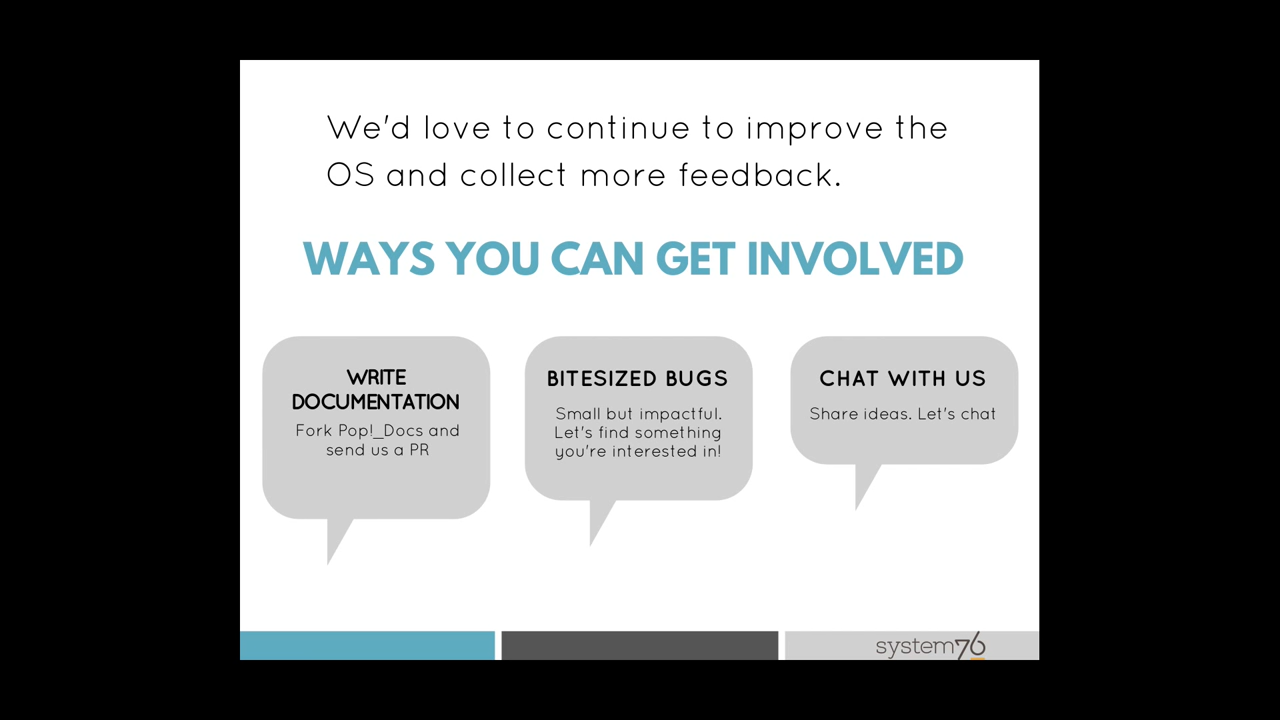 We'd love to continue to improve the
OS and collect more feedback.
WAYS YOU CAN GET INVOLVED
WRITE
DOCUMENTATION
Fork Pop!_Docs and
send us a PR
BITESIZED BUGS
Small but impactful.
Let's find something
you're interested in!
CHAT WITH US
Share ideas. Let's chat
system76